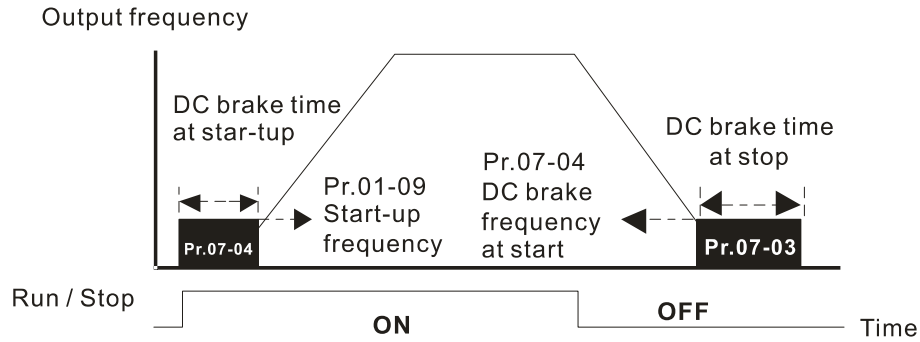 Output frequency
DC brake time
at star-tup
Pr.01-09
Start-up
frequency
Pr.07-04
DC brake
frequency
at start
DC brake time
at stop
Pr.07-04
Pr.07-03
Run / Stop
ON
OFF
Time